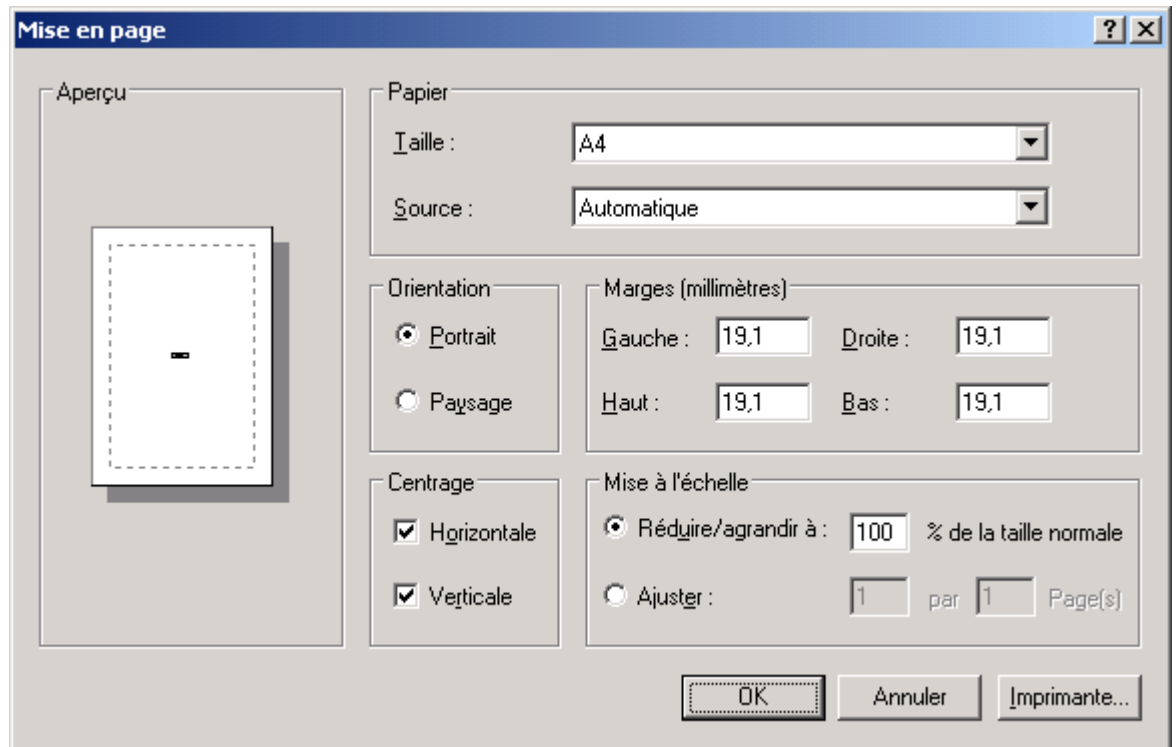 Mise en page
Aperçu
Papier
Taille :
A4
Source :
Automatique
Orientation
Portrait
Paysage
Marges (millimètres)
Gauche : 19,1 Droite : 19,1
Haut : 19,1 Bas : 19,1
Centrage
Horizontale
Verticale
Mise à l'échelle
Réduire/agrandir à : 100 % de la taille normale
Ajuster : 1 par 1 Page(s)
OK Annuler Imprimante...